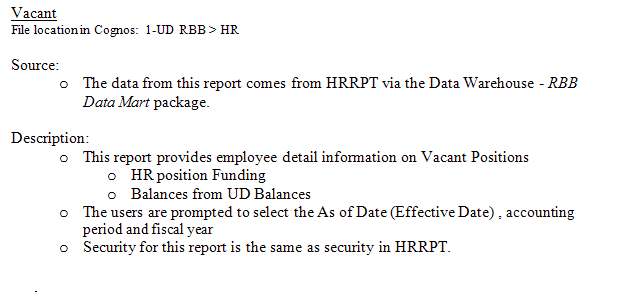 Vacant
File location in Cognos: 1-UD RBB > HR
Source:
o The data from this report comes from HRRPT via the Data Warehouse - RBB
Data Mart package.
Description:
o This report provides employee detail information on Vacant Positions
o HR position Funding
o Balances from UD Balances
o The users are prompted to select the As of Date (Effective Date) , accounting
period and fiscal year
o Security for this report is the same as security in HRRPT.